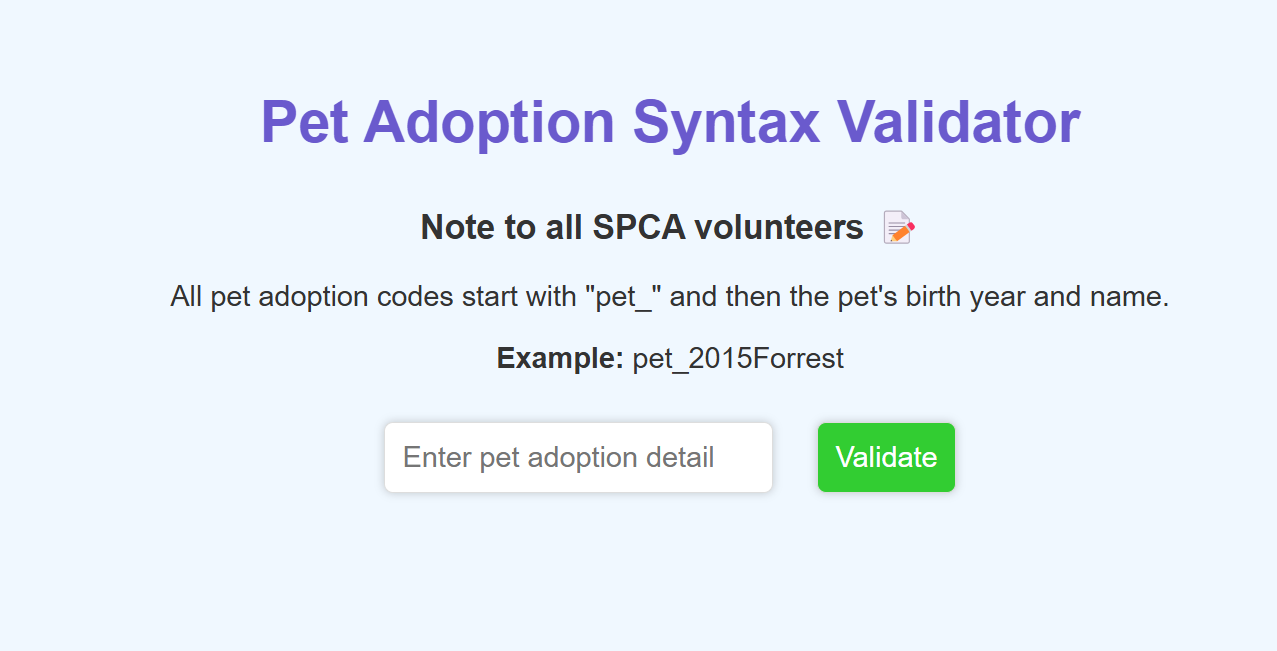 Pet Adoption Syntax Validator
Note to all SPCA volunteers 📝
All pet adoption codes start with "pet_" and then the pet's birth year and name.
Example: pet_2015Forrest
Enter pet adoption detail
Validate